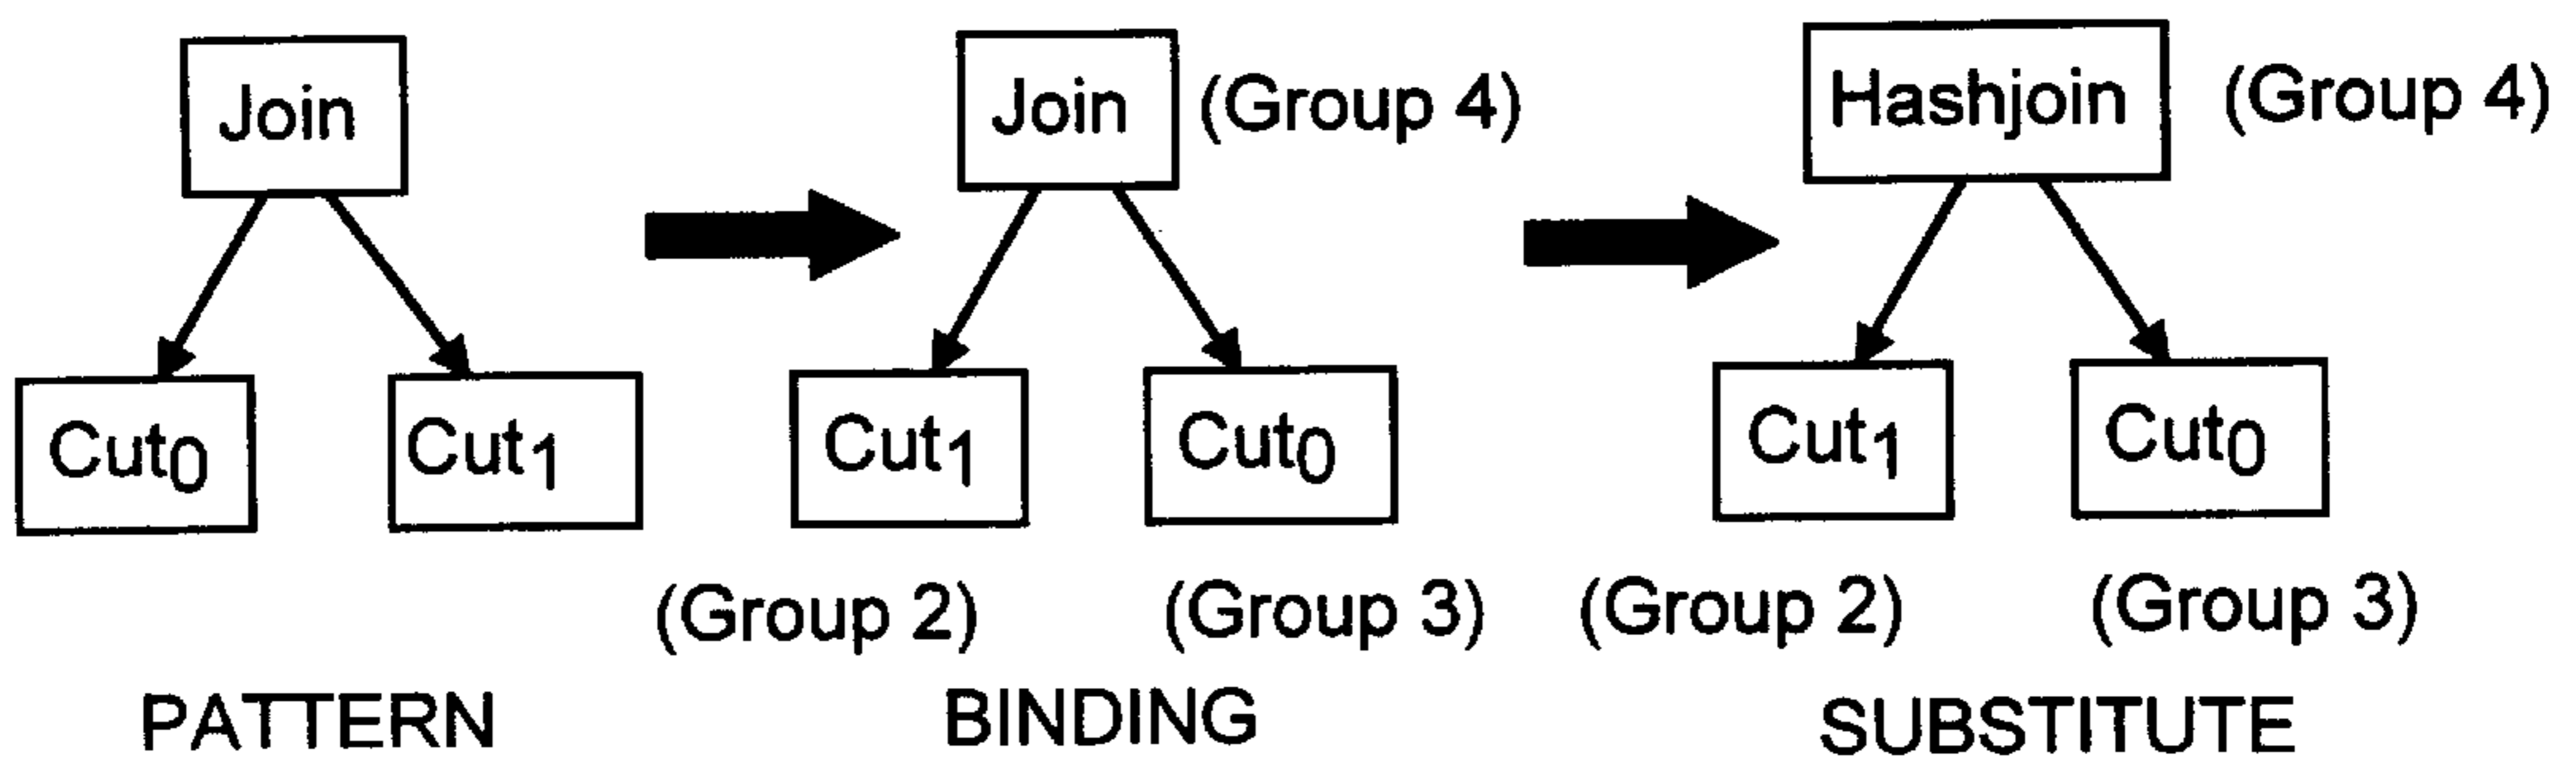 Join
Cut0
Cut1
PATTERN
Join
(Group 4)
Cut1
Cut0
(Group 2)
(Group 3)
BINDING
Hashjoin
(Group 4)
Cut1
Cut0
(Group 2)
(Group 3)
SUBSTITUTE